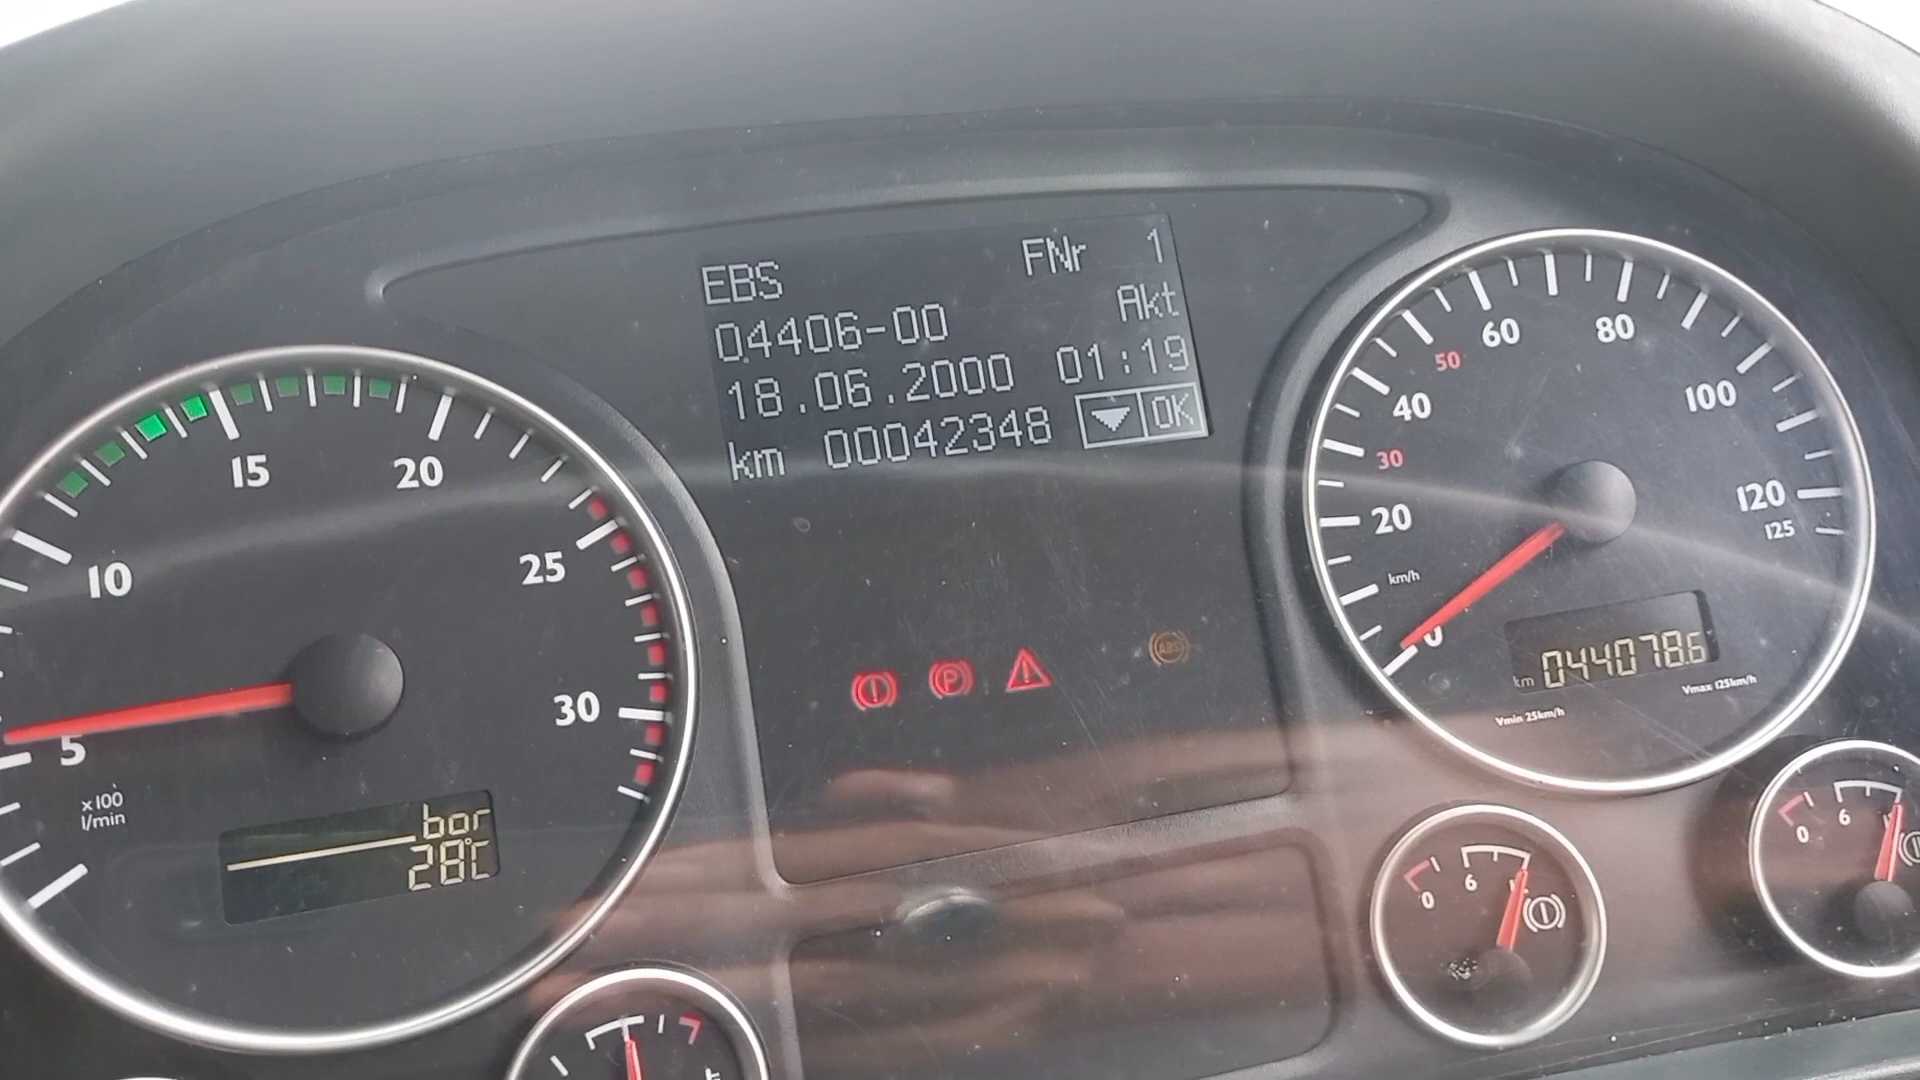 EBS FNr 1
04406-00 Akt
18.06.2000 01:19
km 00042348 OK
5
10
15
20
25
30
x100
l/min
bar
28°C
0
20
30
40
50
60
80
100
120
125
km/h
km 044078.6
Vmin 25km/h
Vmax 125km/h
P
ABS
0 6
0 6